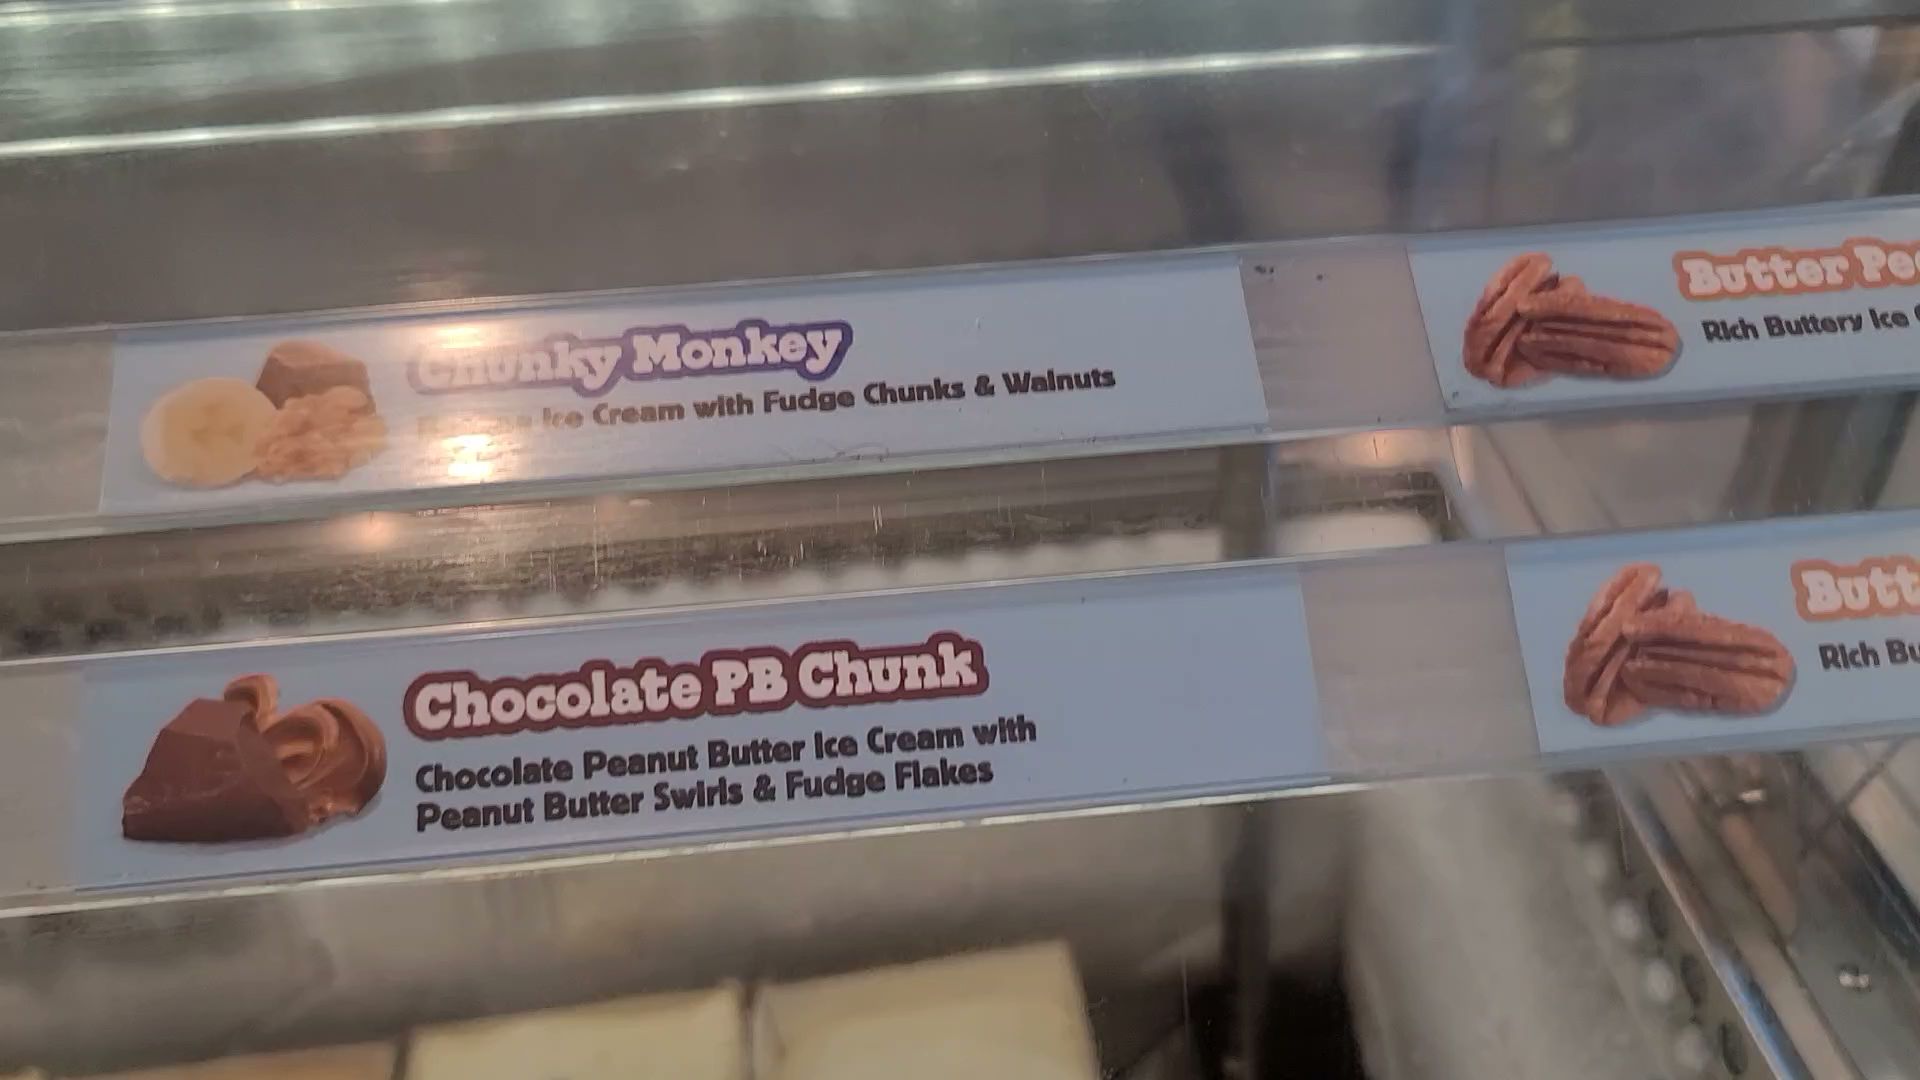 Chunky Monkey
Ice Cream with Fudge Chunks & Walnuts
Butter
Rich Buttery Ice
Chocolate PB Chunk
Chocolate Peanut Butter Ice Cream with
Peanut Butter Swirls & Fudge Flakes
Rich